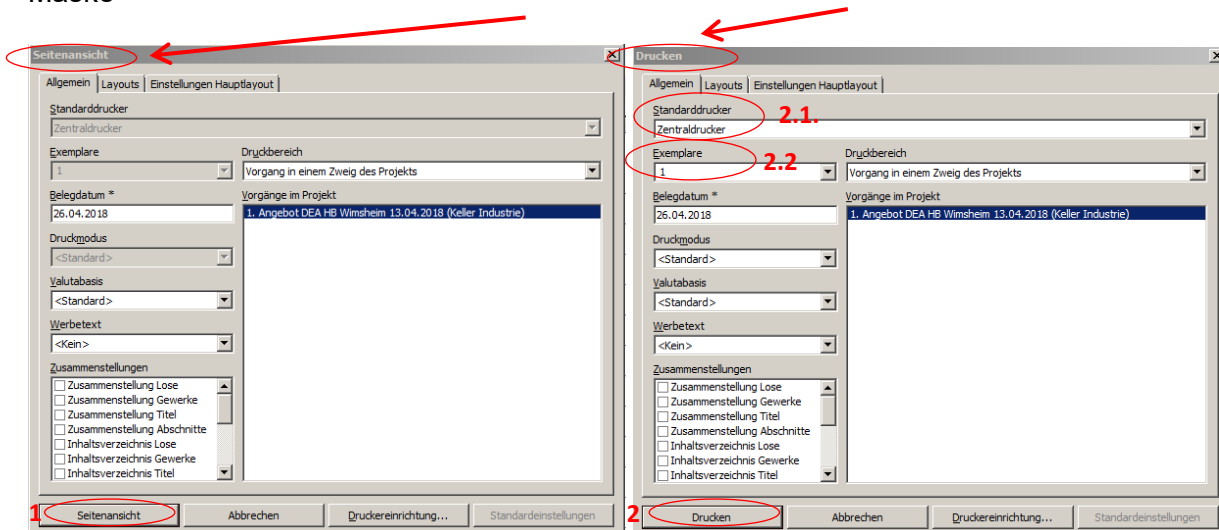 Maske
Seitenansicht
Allgemein Layouts Einstellungen Hauptlayout
Standarddrucker
Zentraldrucker
Exemplare Druckbereich
1 Vorgang in einem Zweig des Projekts
Belegdatum * Vorgänge im Projekt
26.04.2018 1. Angebot DEA HB Wimsheim 13.04.2018 (Keller Industrie)
Druckmodus
<Standard>
Valutabasis
<Standard>
Werbetext
<Kein>
Zusammenstellungen
Zusammenstellung Lose
Zusammenstellung Gewerke
Zusammenstellung Titel
Zusammenstellung Abschnitte
Inhaltsverzeichnis Lose
Inhaltsverzeichnis Gewerke
Inhaltsverzeichnis Titel
1 Seitenansicht Abbrechen Druckereinrichtung... Standardeinstellungen
Drucken
Allgemein Layouts Einstellungen Hauptlayout
Standarddrucker 2.1.
Zentraldrucker
Exemplare 2.2 Druckbereich
1 Vorgang in einem Zweig des Projekts
Belegdatum * Vorgänge im Projekt
26.04.2018 1. Angebot DEA HB Wimsheim 13.04.2018 (Keller Industrie)
Druckmodus
<Standard>
Valutabasis
<Standard>
Werbetext
<Kein>
Zusammenstellungen
Zusammenstellung Lose
Zusammenstellung Gewerke
Zusammenstellung Titel
Zusammenstellung Abschnitte
Inhaltsverzeichnis Lose
Inhaltsverzeichnis Gewerke
Inhaltsverzeichnis Titel
2 Drucken Abbrechen Druckereinrichtung... Standardeinstellungen